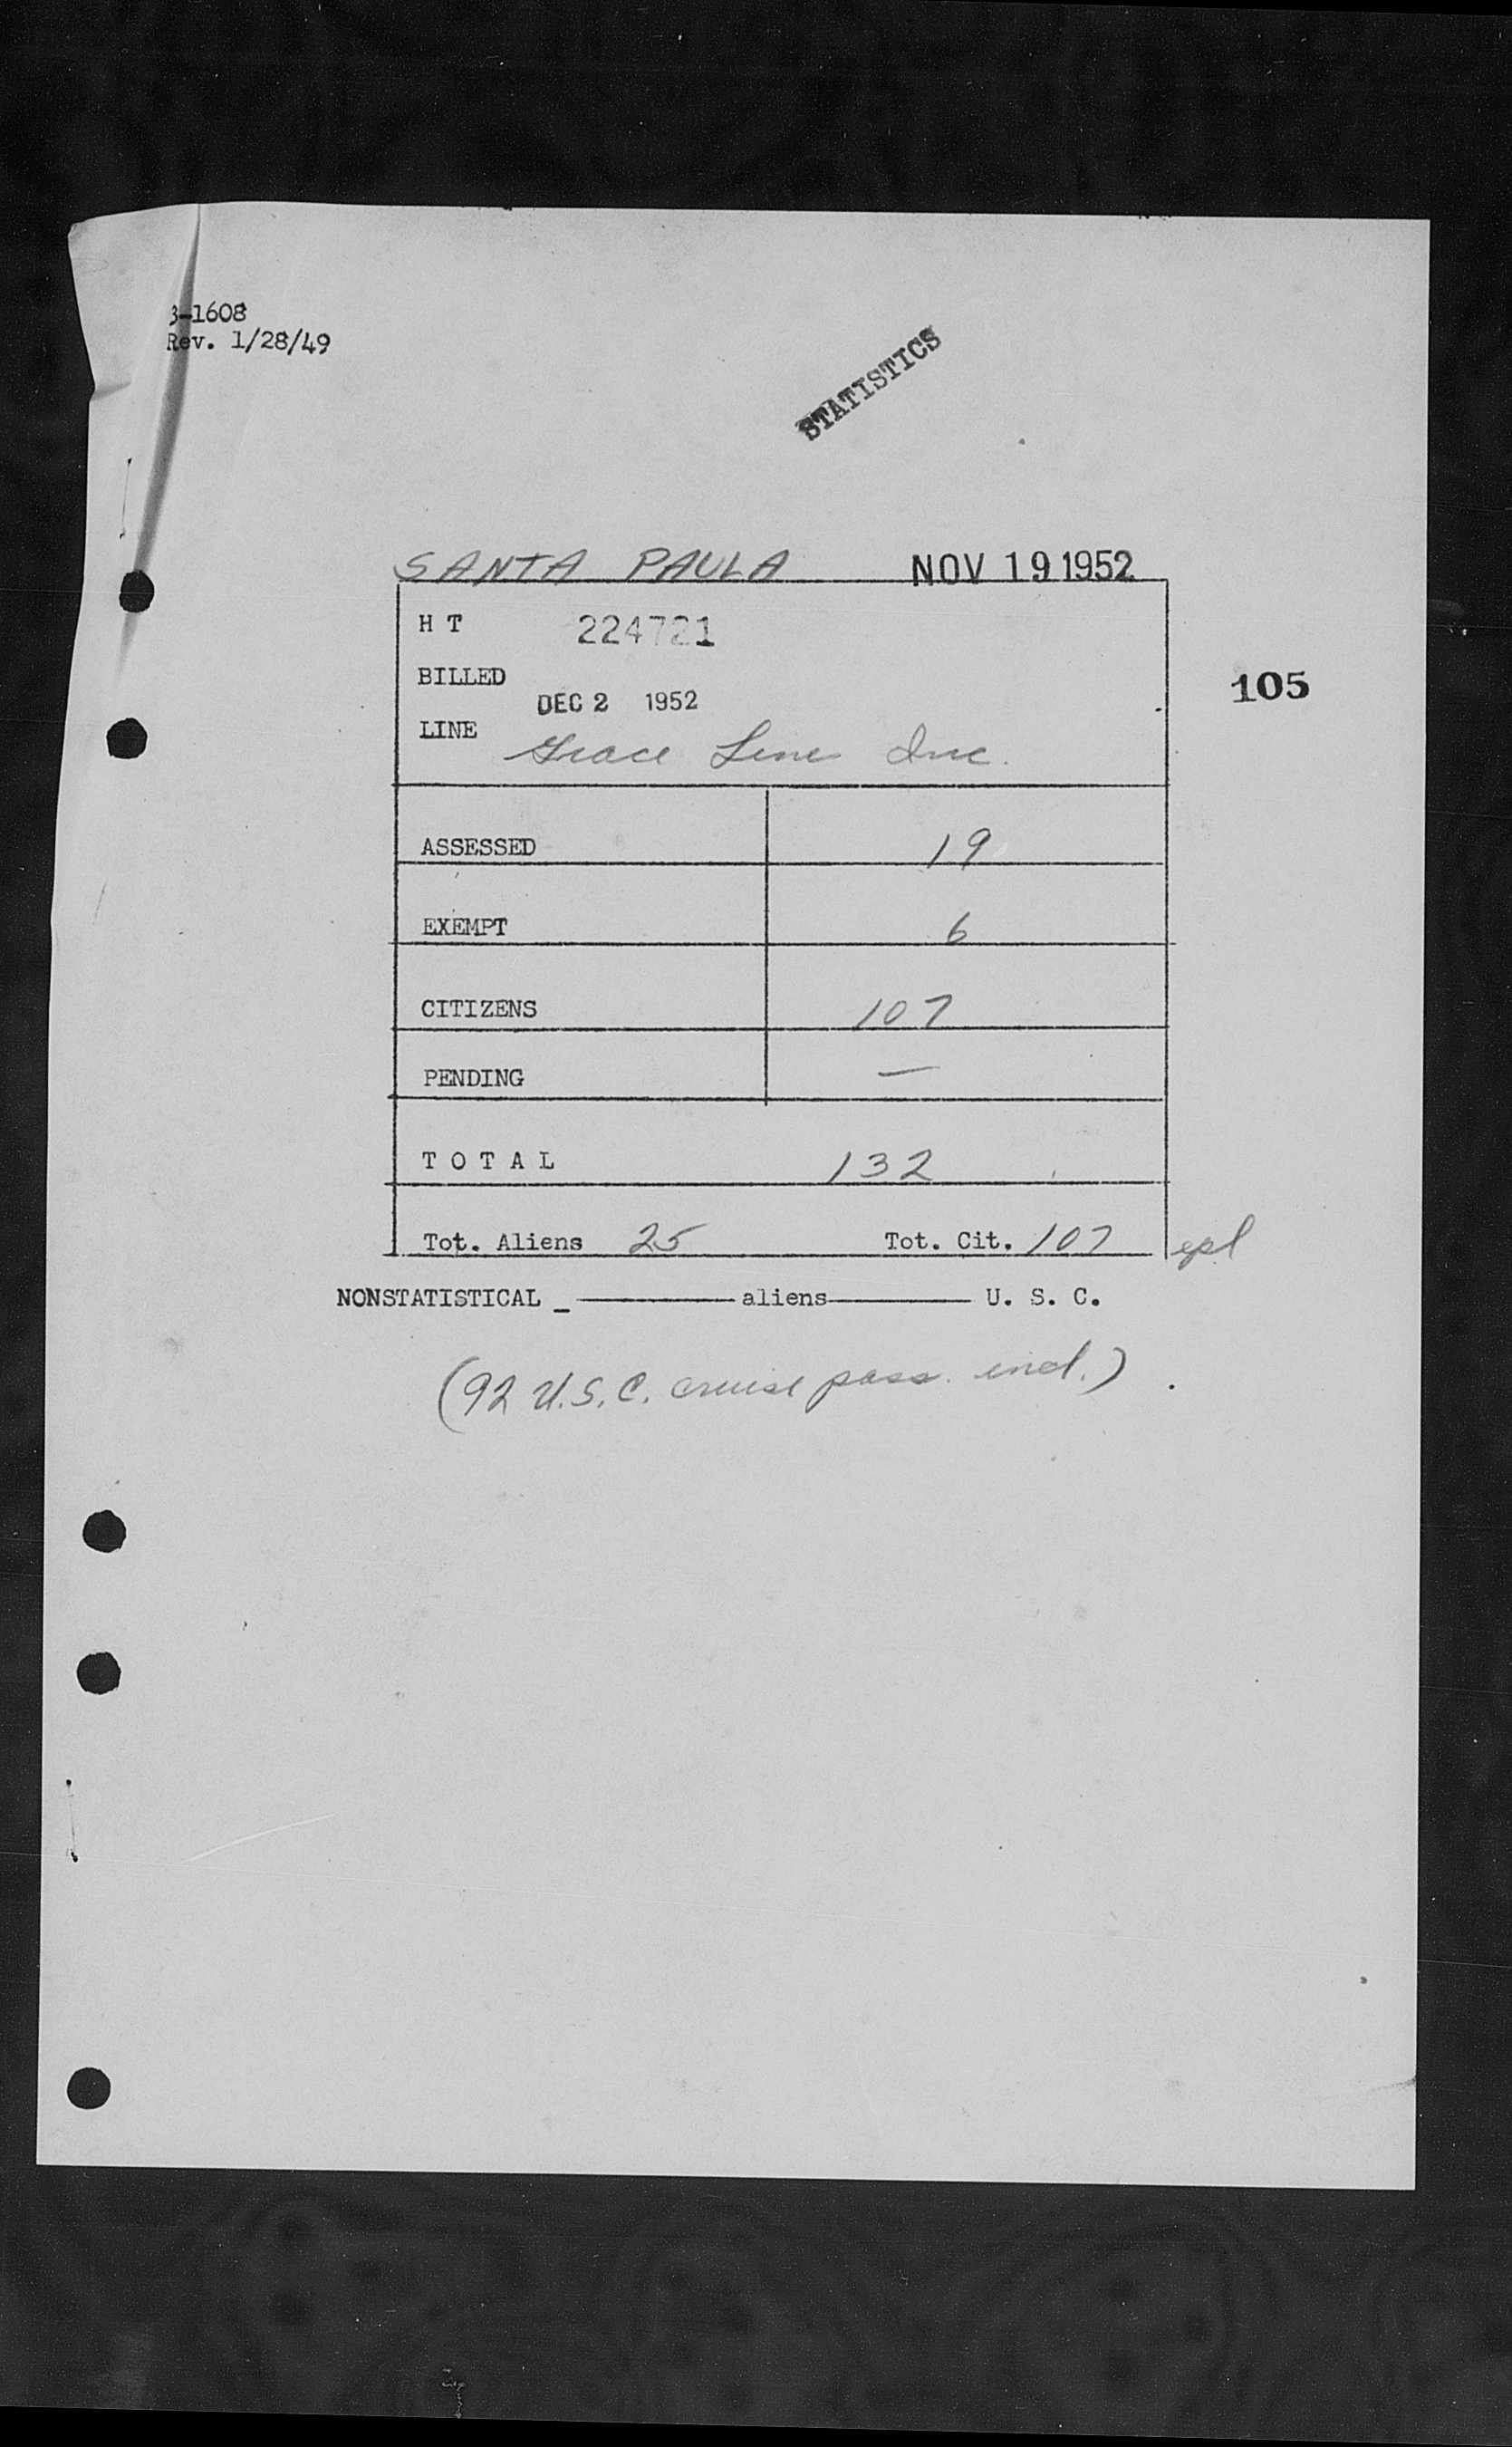 3-1608
Rev. 1/28/49
STATISTICS
SANTA PAULA NOV 19 1952
H T 224721
BILLED
DEC 2 1952
105
LINE Grace Line Inc.
ASSESSED 19
EXEMPT 6
CITIZENS 107
PENDING —
T O T A L 132
Tot. Aliens 25 Tot. Cit. 107
NONSTATISTICAL _ ———— aliens ———— U. S. C.
(92 U.S.C. cruise pass. incl.)